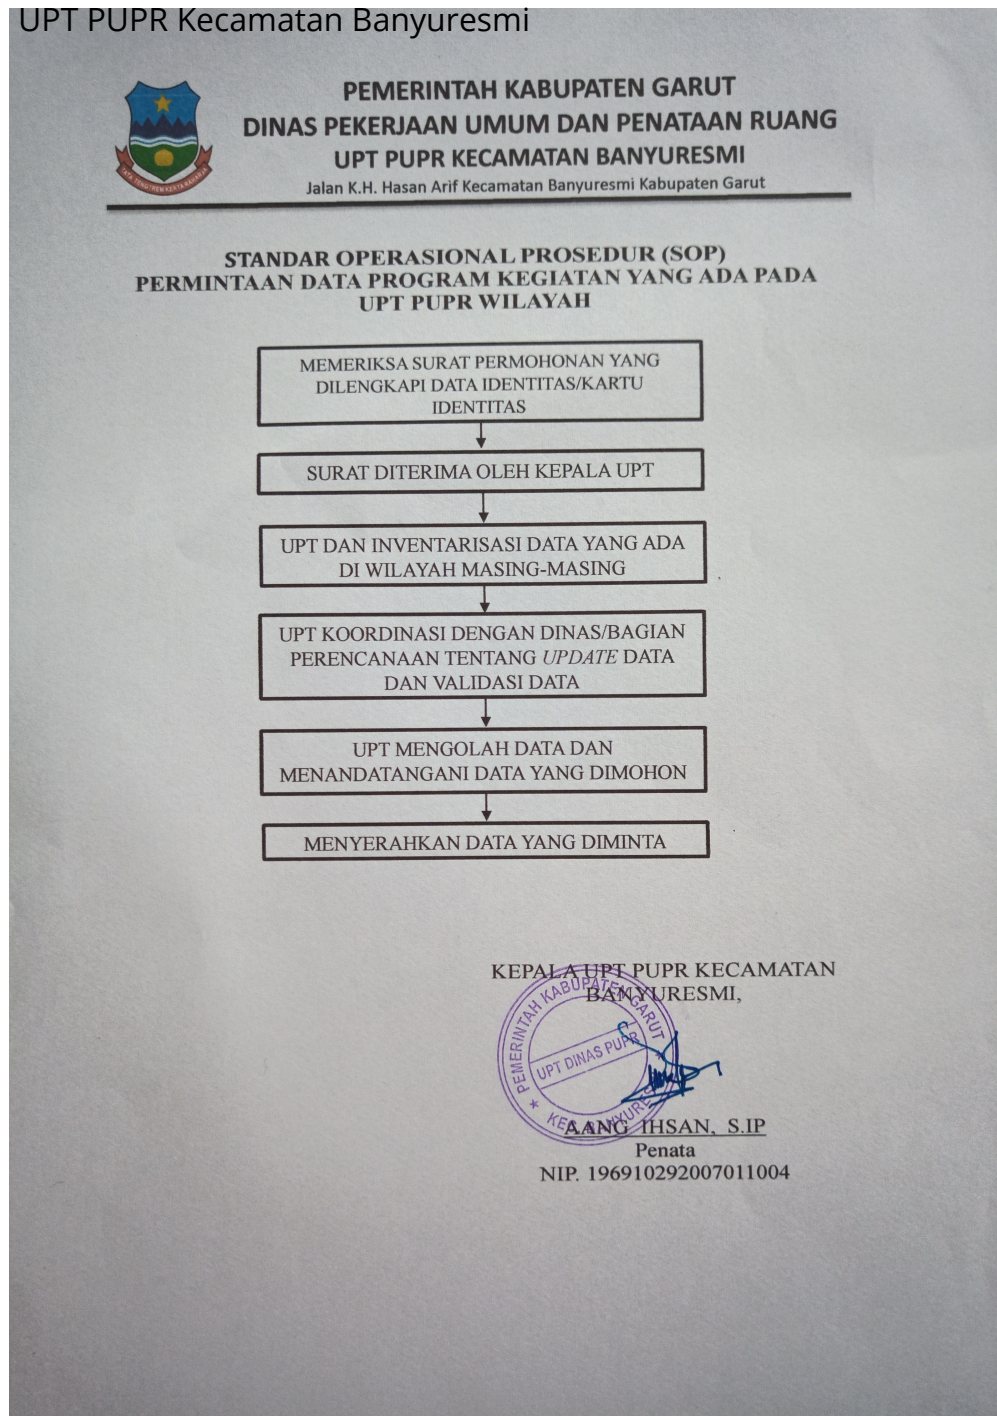 UPT PUPR Kecamatan Banyuresmi
PEMERINTAH KABUPATEN GARUT
DINAS PEKERJAAN UMUM DAN PENATAAN RUANG
UPT PUPR KECAMATAN BANYURESMI
Jalan K.H. Hasan Arif Kecamatan Banyuresmi Kabupaten Garut
STANDAR OPERASIONAL PROSEDUR (SOP)
PERMINTAAN DATA PROGRAM KEGIATAN YANG ADA PADA
UPT PUPR WILAYAH
MEMERIKSA SURAT PERMOHONAN YANG
DILENGKAPI DATA IDENTITAS/KARTU
IDENTITAS
SURAT DITERIMA OLEH KEPALA UPT
UPT DAN INVENTARISASI DATA YANG ADA
DI WILAYAH MASING-MASING
UPT KOORDINASI DENGAN DINAS/BAGIAN
PERENCANAAN TENTANG UPDATE DATA
DAN VALIDASI DATA
UPT MENGOLAH DATA DAN
MENANDATANGANI DATA YANG DIMOHON
MENYERAHKAN DATA YANG DIMINTA
KEPALA UPT PUPR KECAMATAN
BANYURESMI,
PEMERINTAH KABUPATEN GARUT
UPT DINAS PUPR
KEC.
AANG IHSAN, S.IP
Penata
NIP. 196910292007011004